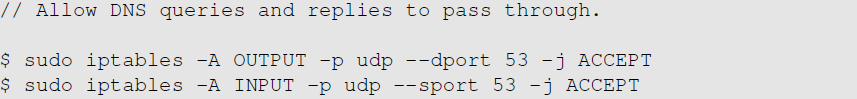 // Allow DNS queries and replies to pass through.
$ sudo iptables -A OUTPUT -p udp --dport 53 -j ACCEPT
$ sudo iptables -A INPUT -p udp --sport 53 -j ACCEPT